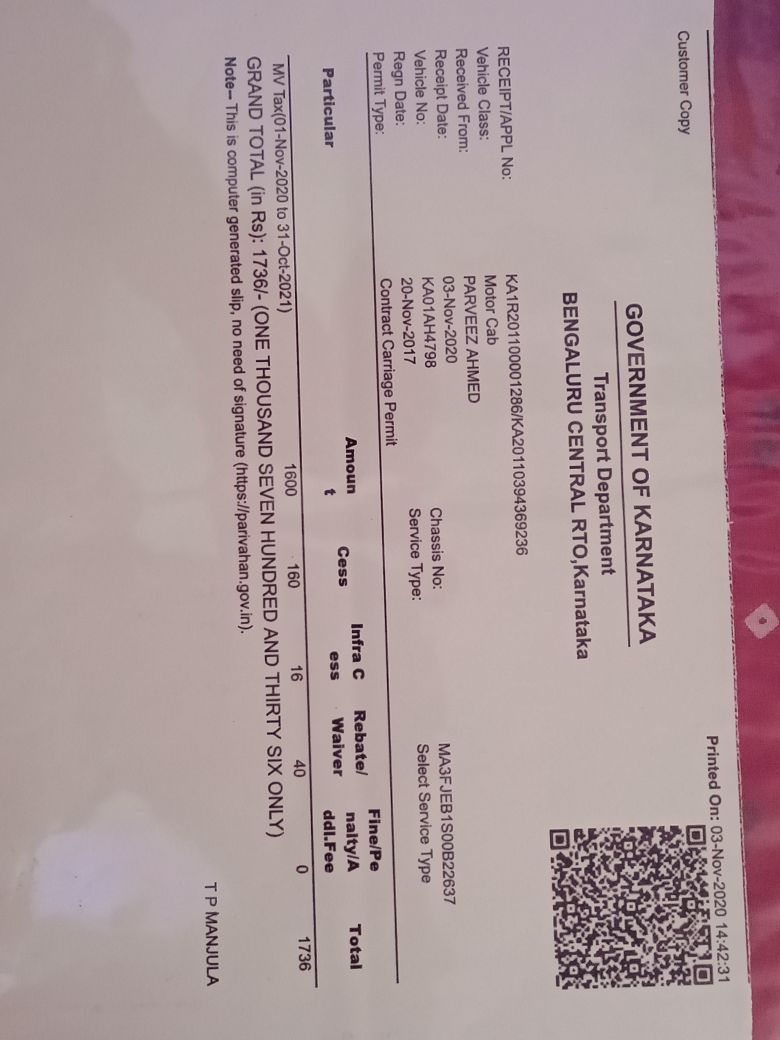 Customer Copy
Printed On: 03-Nov-2020 14:42:31
GOVERNMENT OF KARNATAKA
Transport Department
BENGALURU CENTRAL RTO,Karnataka
RECEIPT/APPL No: KA1R201100001286/KA20110394369236
Vehicle Class: Motor Cab
Received From: PARVEEZ AHMED
Receipt Date: 03-Nov-2020
Vehicle No: KA01AH4798 Chassis No: MA3FJEB1S00B22637
Regn Date: 20-Nov-2017 Service Type: Select Service Type
Permit Type: Contract Carriage Permit
Particular Amoun Cess Infra C Rebate/ Fine/Pe Total
t ess Waiver nalty/A
ddl.Fee
MV Tax(01-Nov-2020 to 31-Oct-2021) 1600 160 16 40 0 1736
GRAND TOTAL (in Rs): 1736/- (ONE THOUSAND SEVEN HUNDRED AND THIRTY SIX ONLY)
Note-- This is computer generated slip, no need of signature (https://parivahan.gov.in).
T P MANJULA